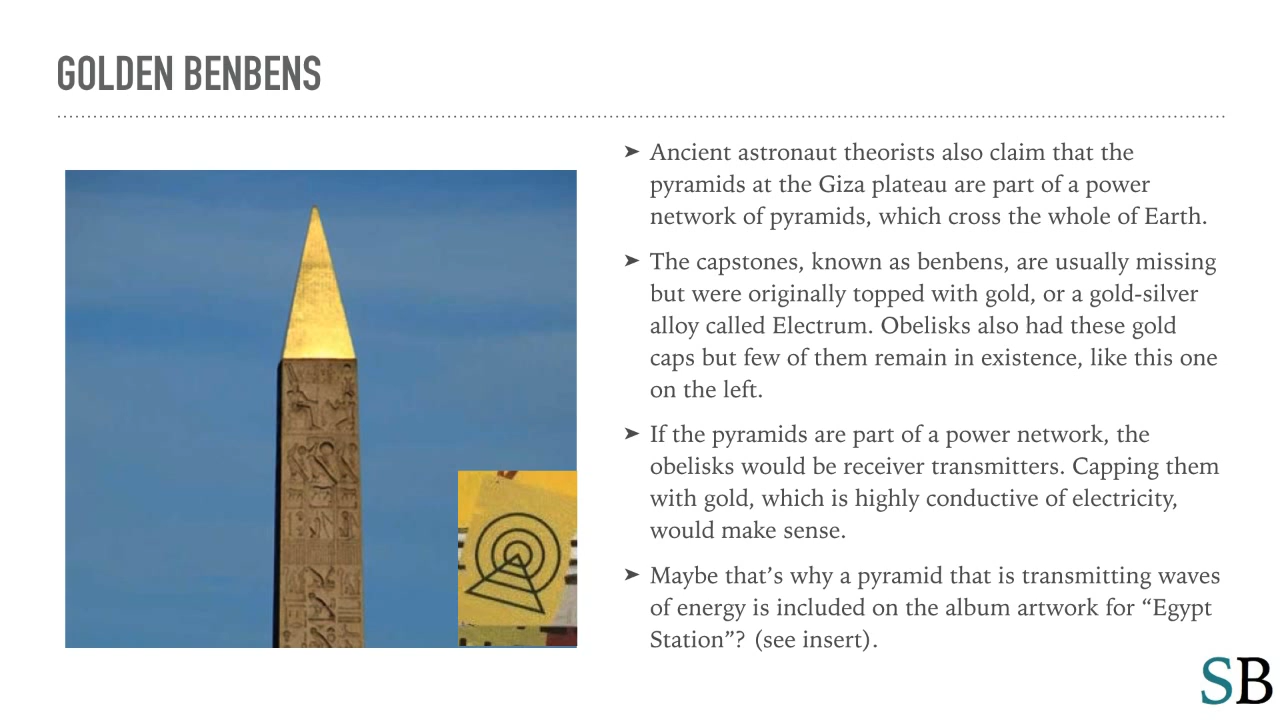 GOLDEN BENBENS
➤ Ancient astronaut theorists also claim that the
pyramids at the Giza plateau are part of a power
network of pyramids, which cross the whole of Earth.
➤ The capstones, known as benbens, are usually missing
but were originally topped with gold, or a gold-silver
alloy called Electrum. Obelisks also had these gold
caps but few of them remain in existence, like this one
on the left.
➤ If the pyramids are part of a power network, the
obelisks would be receiver transmitters. Capping them
with gold, which is highly conductive of electricity,
would make sense.
➤ Maybe that’s why a pyramid that is transmitting waves
of energy is included on the album artwork for “Egypt
Station”? (see insert).
SB